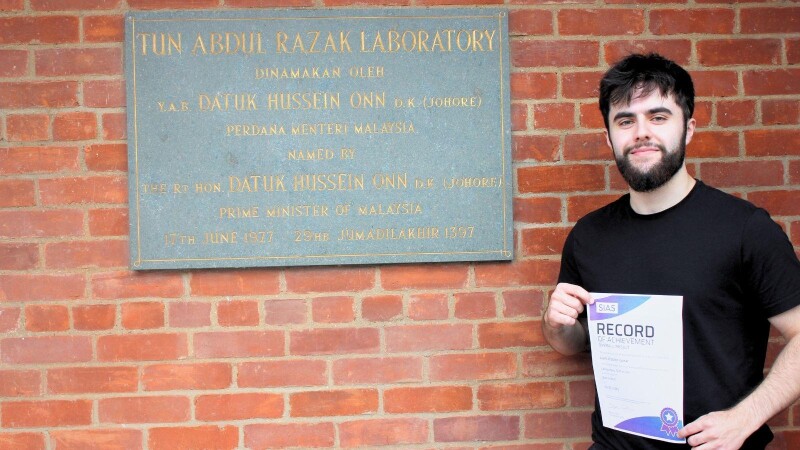 TUN ABDUL RAZAK LABORATORY
DINAMAKAN OLEH
Y.A.B. DATUK HUSSEIN ONN D.K. (JOHORE)
PERDANA MENTERI MALAYSIA
NAMED BY
THE RT HON. DATUK HUSSEIN ONN D.K. (JOHORE)
PRIME MINISTER OF MALAYSIA
17TH JUNE 1977 29HB JUMADILAKHIR 1397
SIAS
RECORD
OF ACHIEVEMENT